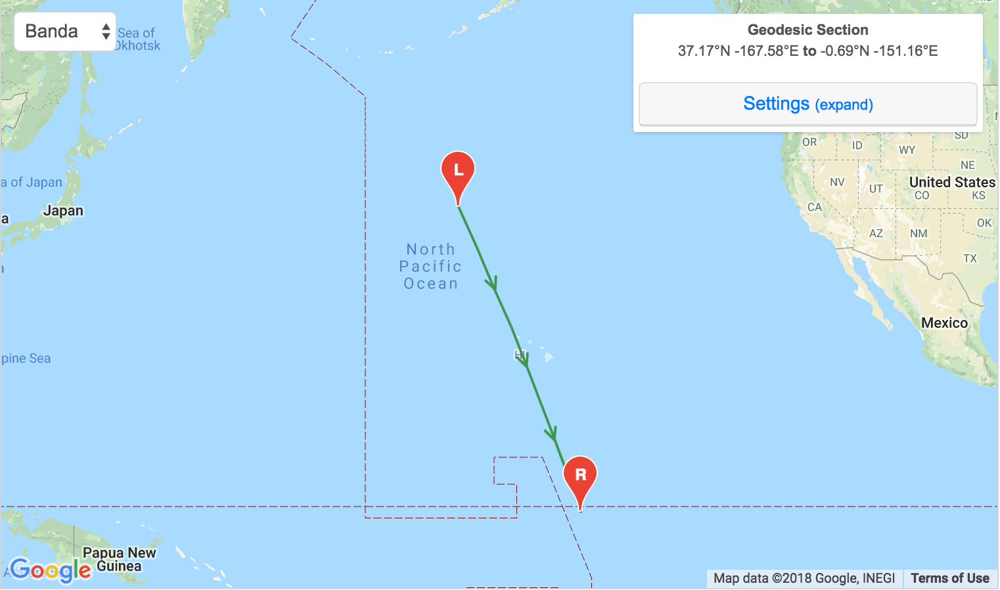 Banda
Sea of
Okhotsk
Geodesic Section
37.17°N -167.58°E to -0.69°N -151.16°E
Settings (expand)
SD
OR
ID
WY
NE
a of Japan
NV
UT
United States
CO
KS
L
Japan
a
CA
OK
North
Pacific
Ocean
AZ
NM
TX
Mexico
HI
pine Sea
R
Papua New
Guinea
Google
Map data ©2018 Google, INEGI
Terms of Use